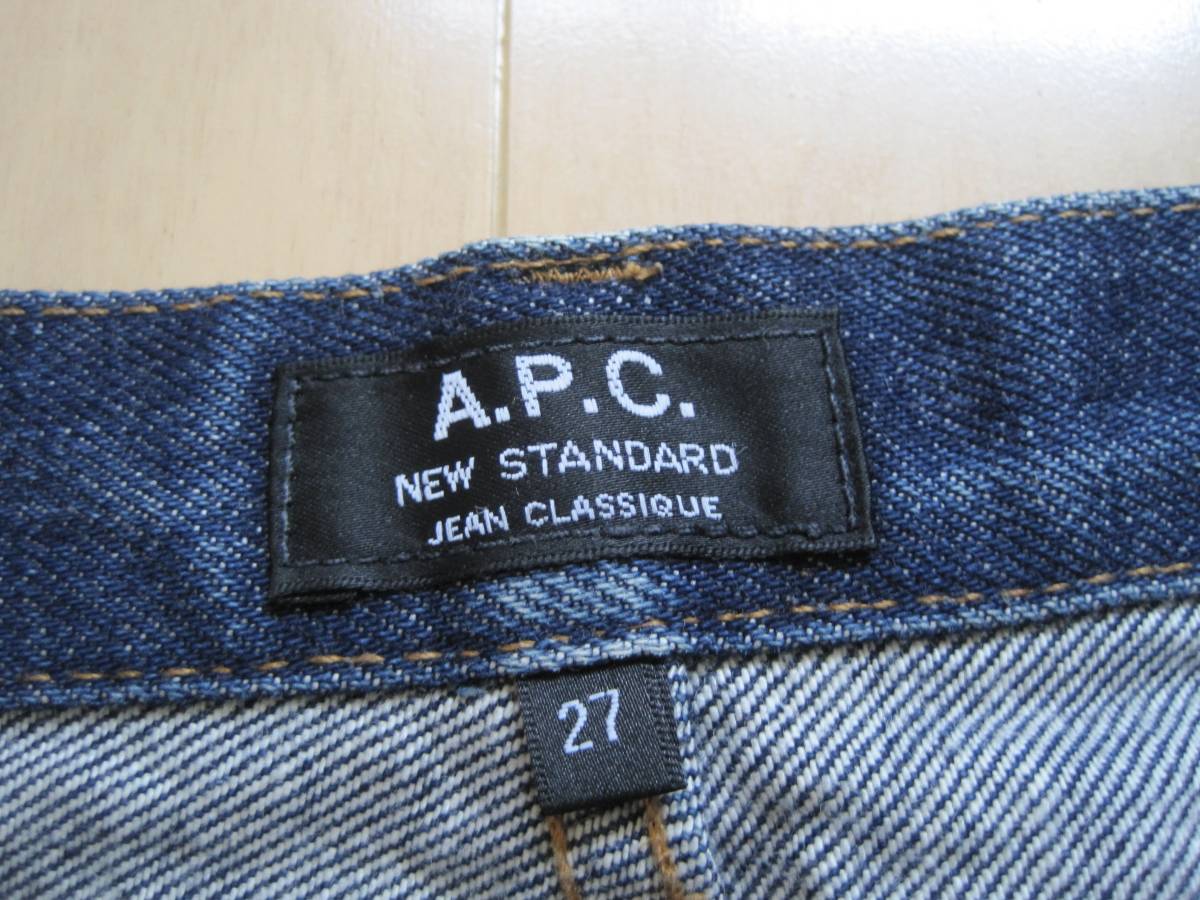 A.P.C.
NEW STANDARD
JEAN CLASSIQUE
27